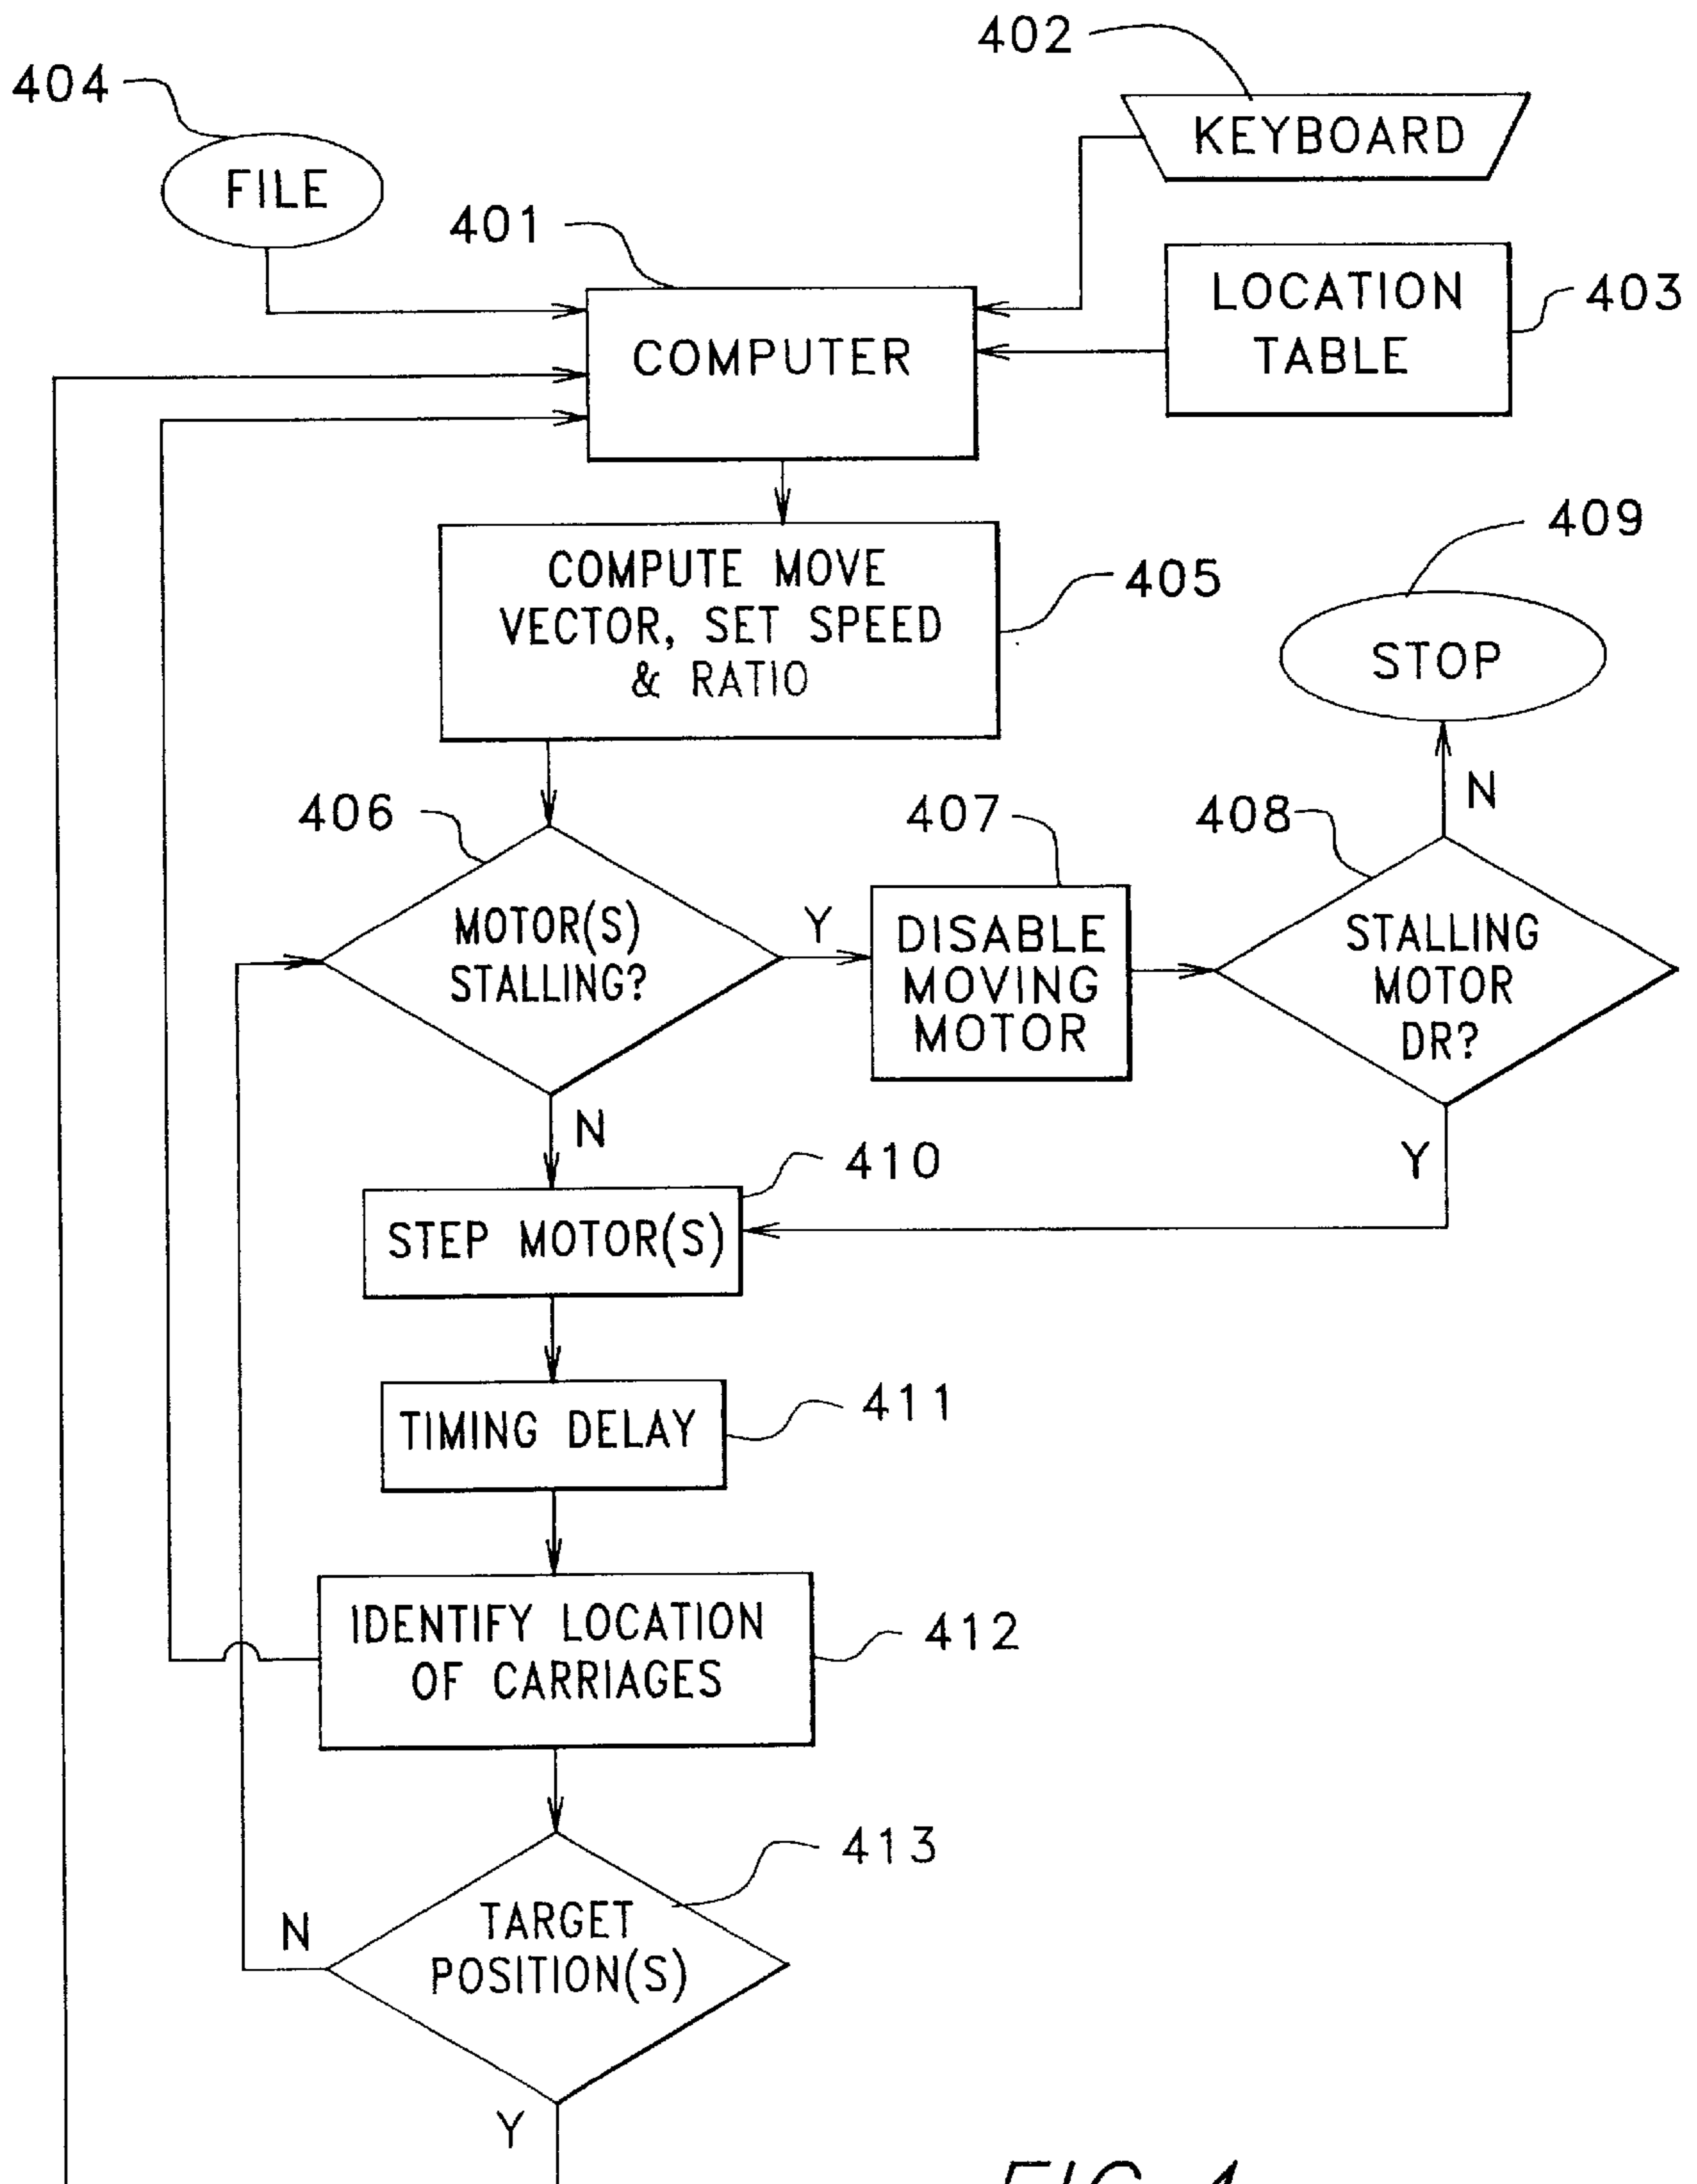 402
404
KEYBOARD
FILE
401
LOCATION
TABLE
403
COMPUTER
409
COMPUTE MOVE
VECTOR, SET SPEED
& RATIO
405
STOP
N
406
407
408
MOTOR(S)
STALLING?
Y
DISABLE
MOVING
MOTOR
STALLING
MOTOR
DR?
N
Y
410
STEP MOTOR(S)
411
TIMING DELAY
IDENTIFY LOCATION
OF CARRIAGES
412
413
TARGET
POSITION(S)
N
Y